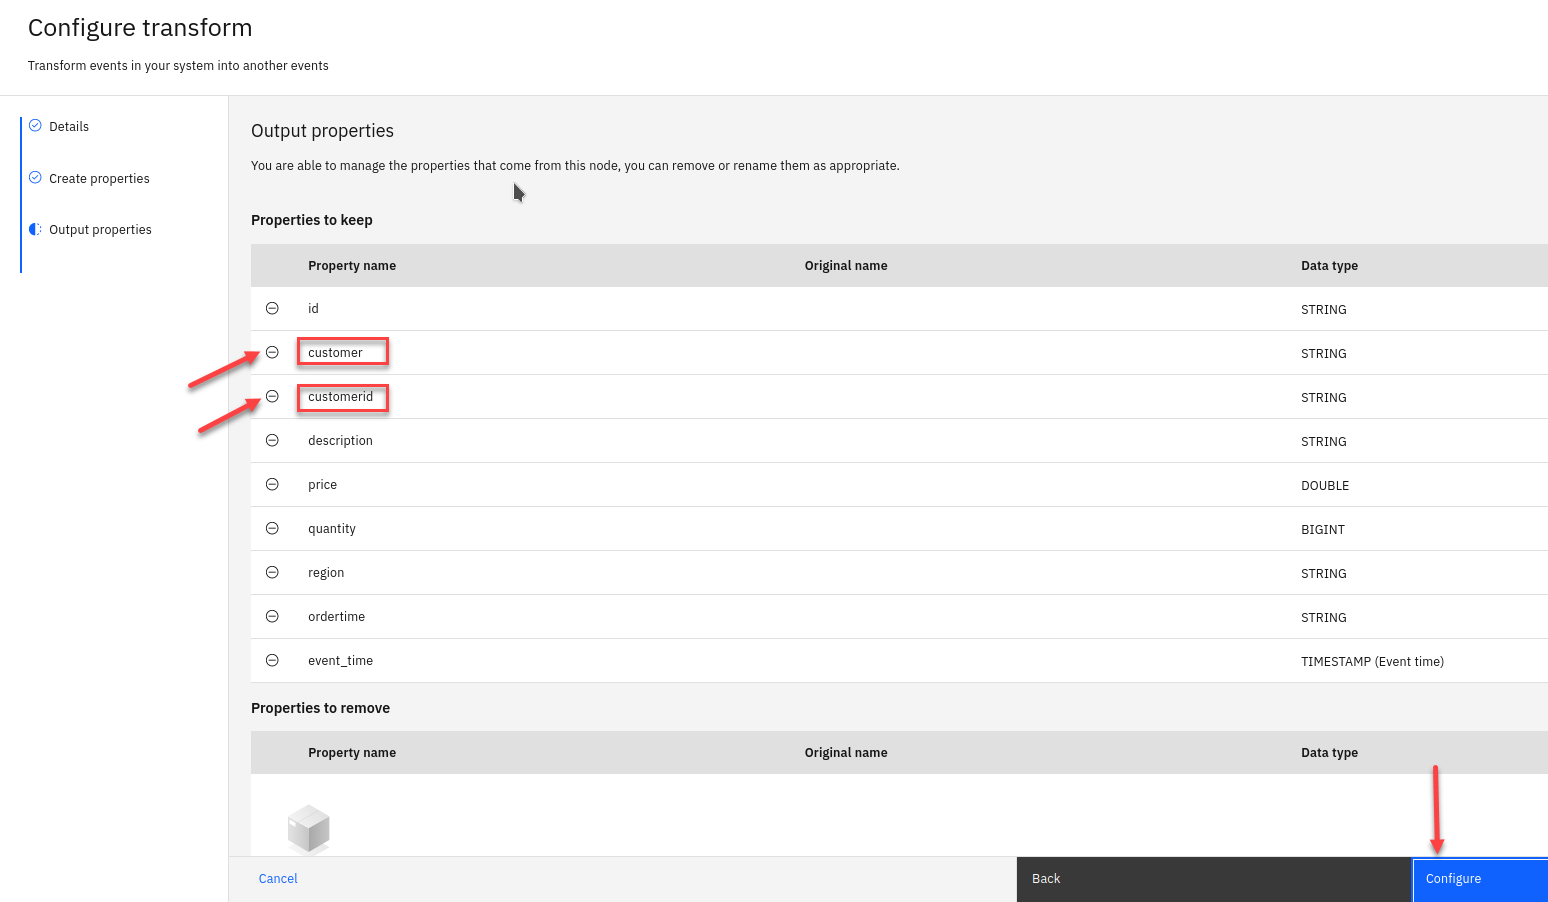 Configure transform
Transform events in your system into another events
Details
Create properties
Output properties
Output properties
You are able to manage the properties that come from this node, you can remove or rename them as appropriate.
Properties to keep
Property name Original name Data type
id STRING
customer STRING
customerid STRING
description STRING
price DOUBLE
quantity BIGINT
region STRING
ordertime STRING
event_time TIMESTAMP (Event time)
Properties to remove
Property name Original name Data type
Cancel Back Configure